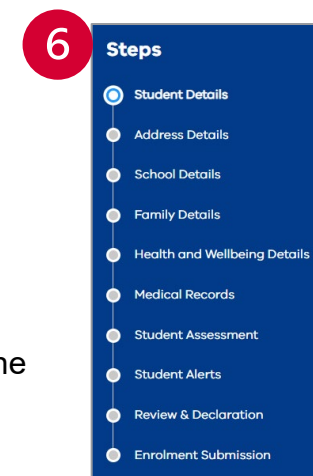 6
Steps
Student Details
Address Details
School Details
Family Details
Health and Wellbeing Details
Medical Records
ne
Student Assessment
Student Alerts
Review & Declaration
Enrolment Submission